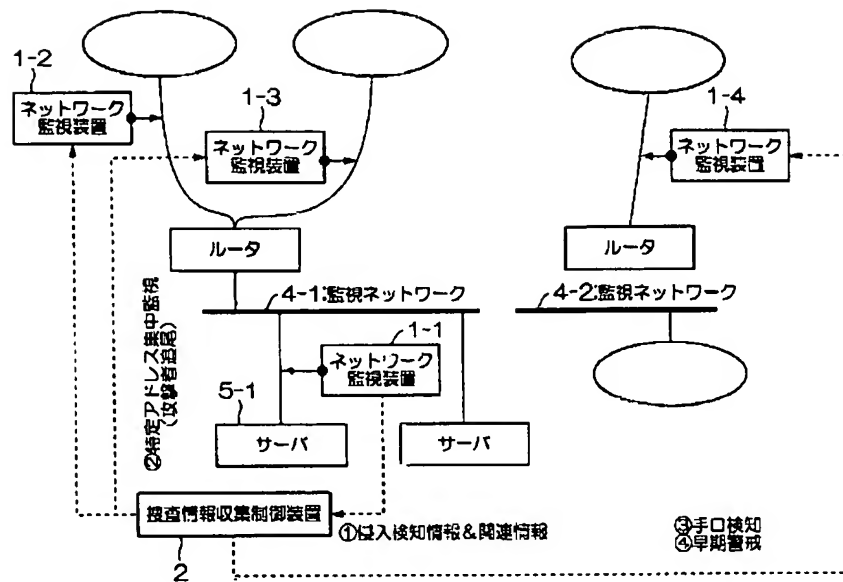 1-2
ネットワーク
監視装置
1-3
ネットワーク
監視装置
1-4
ネットワーク
監視装置
ルータ
ルータ
4-1:監視ネットワーク
4-2:監視ネットワーク
②特定アドレス集中監視
(攻撃者追尾)
1-1
ネットワーク
監視装置
5-1
サーバ
サーバ
捜査情報収集制御装置
2
①侵入検知情報&関連情報
③手口検知
④早期警戒